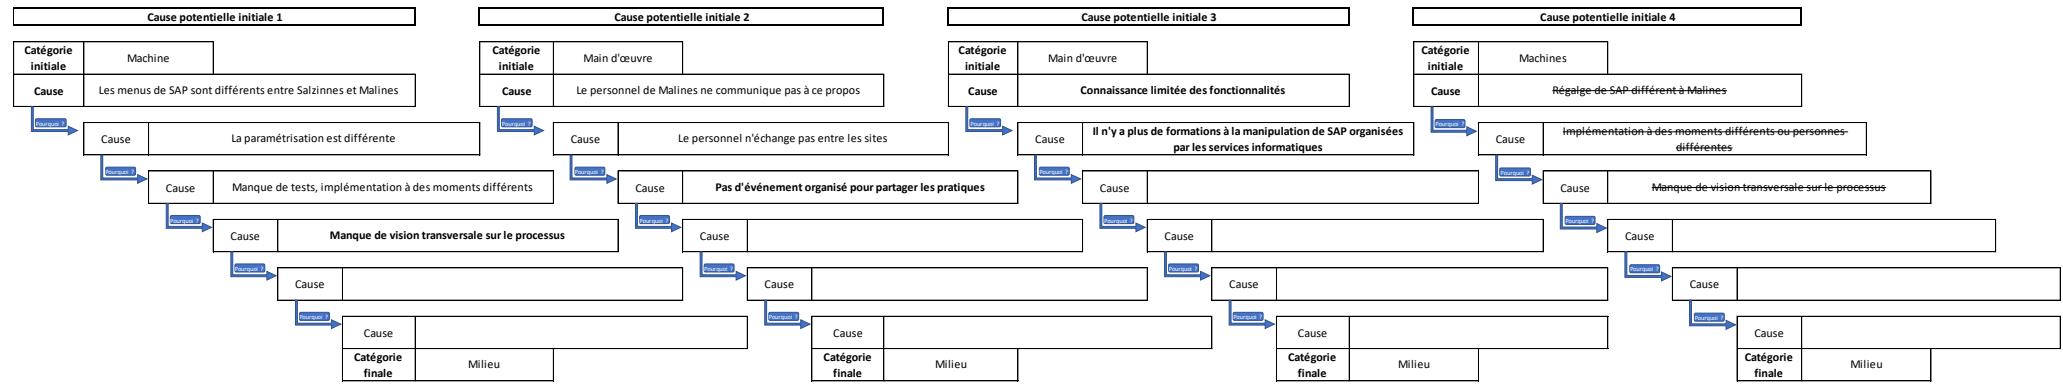 Cause potentielle initiale 1
Catégorie initiale
Machine
Cause
Les menus de SAP sont différents entre Salzinnes et Malines
Pourquoi ?
Cause
La paramétrisation est différente
Pourquoi ?
Cause
Manque de tests, implémentation à des moments différents
Pourquoi ?
Cause
Manque de vision transversale sur le processus
Pourquoi ?
Cause
Pourquoi ?
Cause
Catégorie finale
Milieu
Cause potentielle initiale 2
Catégorie initiale
Main d'œuvre
Cause
Le personnel de Malines ne communique pas à ce propos
Pourquoi ?
Cause
Le personnel n'échange pas entre les sites
Pourquoi ?
Cause
Pas d'événement organisé pour partager les pratiques
Pourquoi ?
Cause
Pourquoi ?
Cause
Pourquoi ?
Cause
Catégorie finale
Milieu
Cause potentielle initiale 3
Catégorie initiale
Main d'œuvre
Cause
Connaissance limitée des fonctionnalités
Pourquoi ?
Cause
Il n'y a plus de formations à la manipulation de SAP organisées
par les services informatiques
Pourquoi ?
Cause
Pourquoi ?
Cause
Pourquoi ?
Cause
Pourquoi ?
Cause
Catégorie finale
Milieu
Cause potentielle initiale 4
Catégorie initiale
Machines
Cause
Régalge de SAP différent à Malines
Pourquoi ?
Cause
Implémentation à des moments différents ou personnes
différentes
Pourquoi ?
Cause
Manque de vision transversale sur le processus
Pourquoi ?
Cause
Pourquoi ?
Cause
Pourquoi ?
Cause
Catégorie finale
Milieu